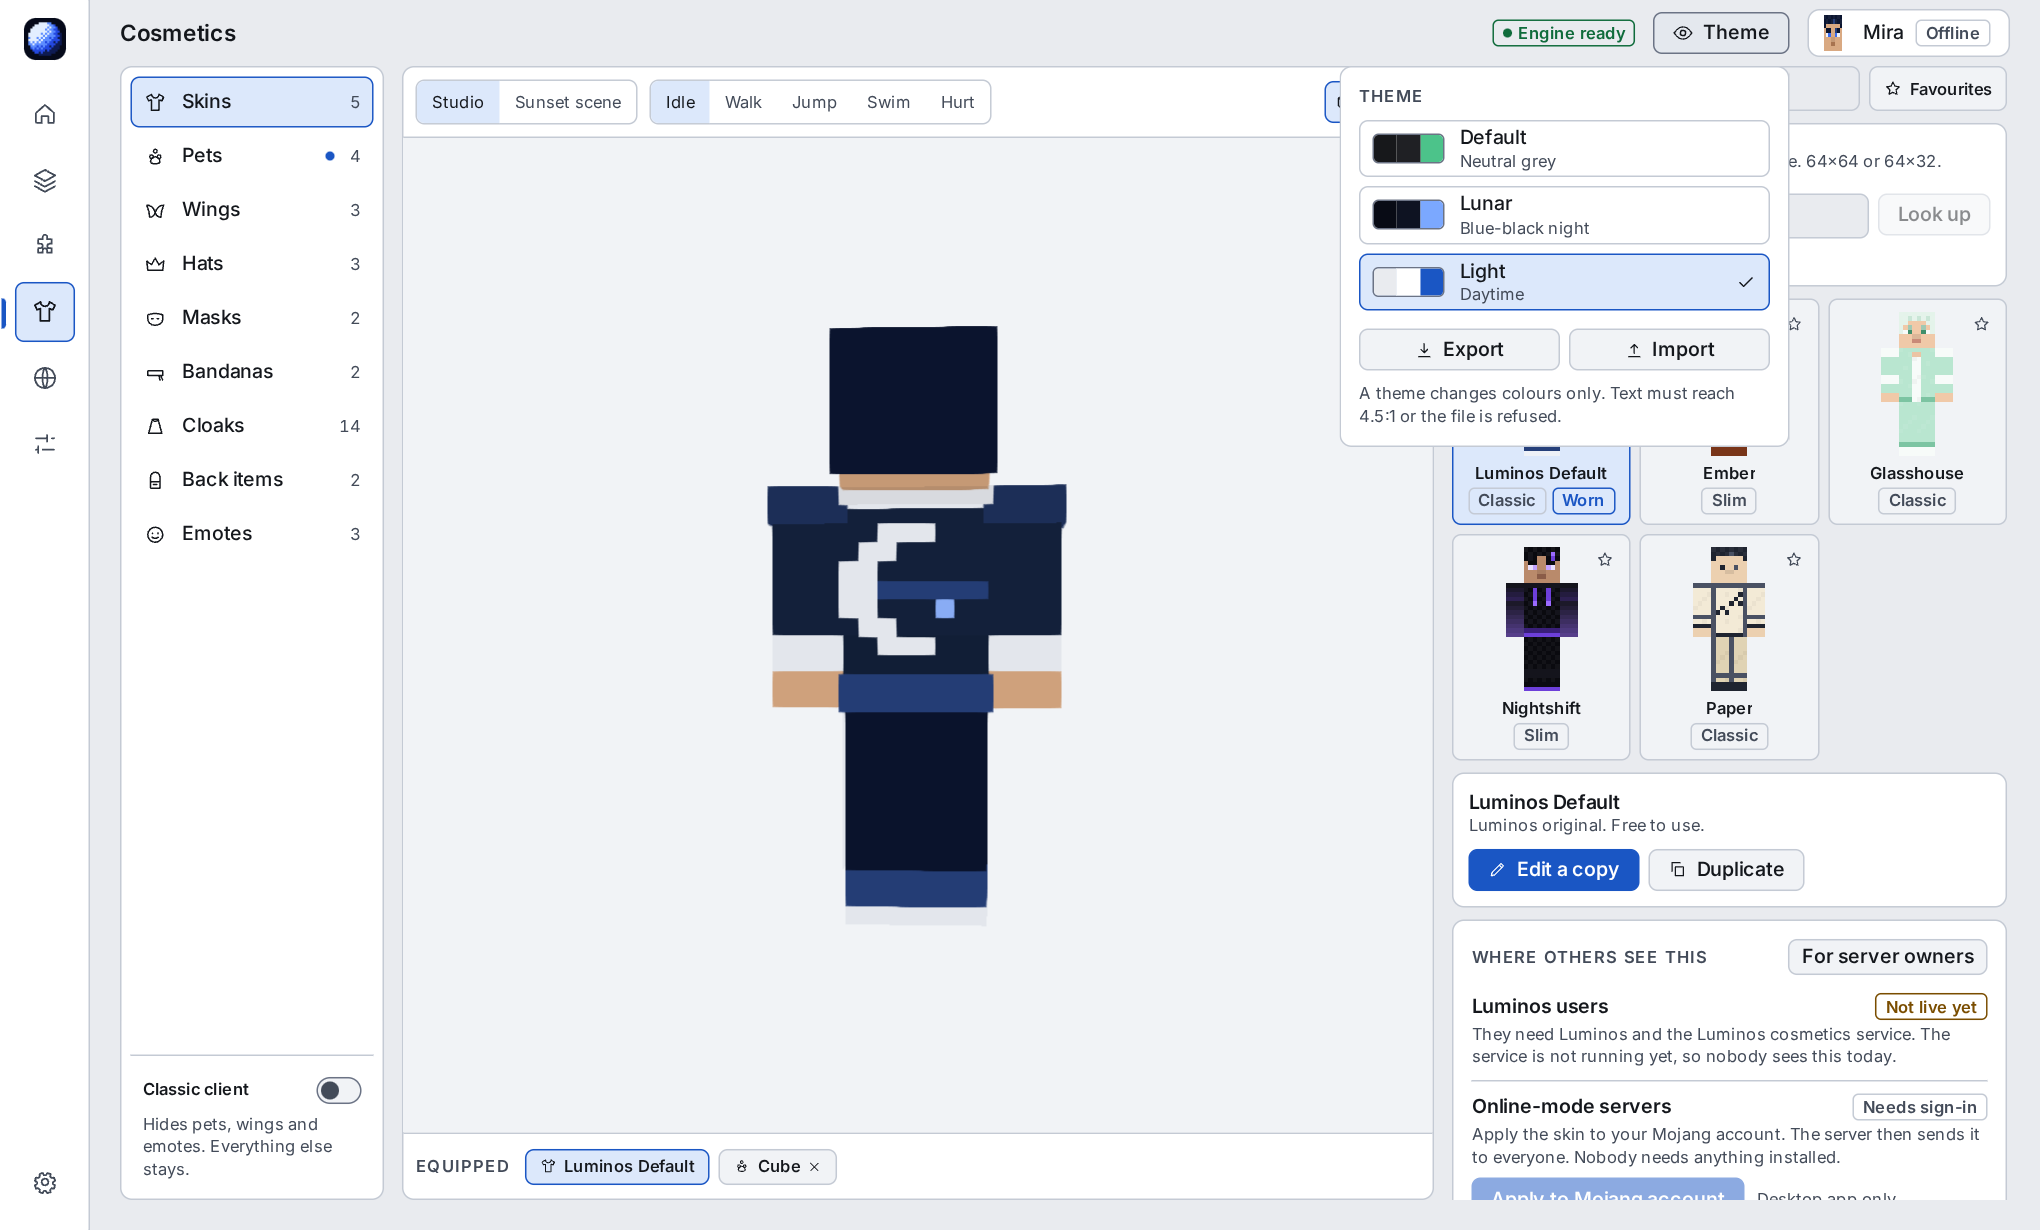 Cosmetics
Engine ready
Theme
Mira
Offline
Skins 5
Pets 4
Wings 3
Hats 3
Masks 2
Bandanas 2
Cloaks 14
Back items 2
Emotes 3
Classic client
Hides pets, wings and
emotes. Everything else
stays.
Studio
Sunset scene
Idle
Walk
Jump
Swim
Hurt
EQUIPPED
Luminos Default
Cube
THEME
Default
Neutral grey
Lunar
Blue-black night
Light
Daytime
Export
Import
A theme changes colours only. Text must reach
4.5:1 or the file is refused.
Favourites
64×64 or 64×32.
Look up
Luminos Default
Classic
Worn
Ember
Slim
Glasshouse
Classic
Nightshift
Slim
Paper
Classic
Luminos Default
Luminos original. Free to use.
Edit a copy
Duplicate
WHERE OTHERS SEE THIS
For server owners
Luminos users
Not live yet
They need Luminos and the Luminos cosmetics service. The
service is not running yet, so nobody sees this today.
Online-mode servers
Needs sign-in
Apply the skin to your Mojang account. The server then sends it
to everyone. Nobody needs anything installed.
Apply to Mojang account
Desktop app only